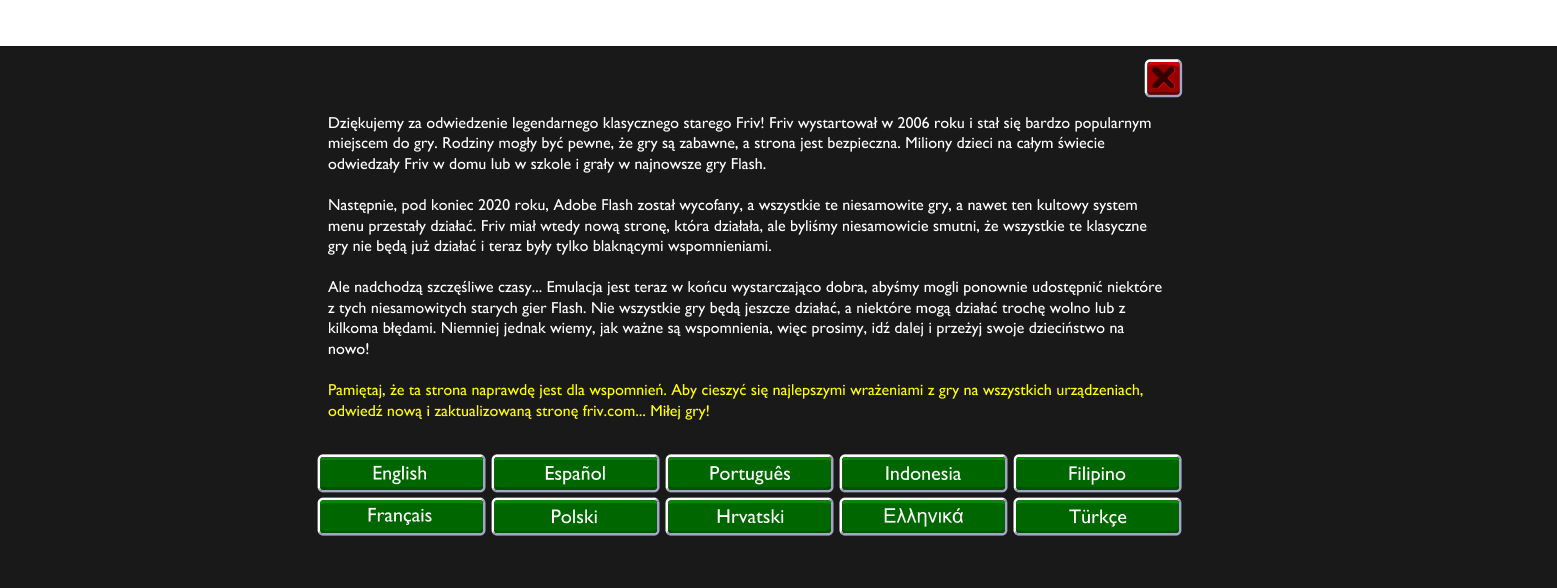 Dziękujemy za odwiedzenie legendarnego klasycznego starego Friv! Friv wystartował w 2006 roku i stał się bardzo popularnym
miejscem do gry. Rodziny mogły być pewne, że gry są zabawne, a strona jest bezpieczna. Miliony dzieci na całym świecie
odwiedzały Friv w domu lub w szkole i grały w najnowsze gry Flash.
Następnie, pod koniec 2020 roku, Adobe Flash został wycofany, a wszystkie te niesamowite gry, a nawet ten kultowy system
menu przestały działać. Friv miał wtedy nową stronę, która działała, ale byliśmy niesamowicie smutni, że wszystkie te klasyczne
gry nie będą już działać i teraz były tylko blaknącymi wspomnieniami.
Ale nadchodzą szczęśliwe czasy... Emulacja jest teraz w końcu wystarczająco dobra, abyśmy mogli ponownie udostępnić niektóre
z tych niesamowitych starych gier Flash. Nie wszystkie gry będą jeszcze działać, a niektóre mogą działać trochę wolno lub z
kilkoma błędami. Niemniej jednak wiemy, jak ważne są wspomnienia, więc prosimy, idź dalej i przeżyj swoje dzieciństwo na
nowo!
Pamiętaj, że ta strona naprawdę jest dla wspomnień. Aby cieszyć się najlepszymi wrażeniami z gry na wszystkich urządzeniach,
odwiedź nową i zaktualizowaną stronę friv.com... Miłej gry!
English Español Português Indonesia Filipino
Français Polski Hrvatski Ελληνικά Türkçe